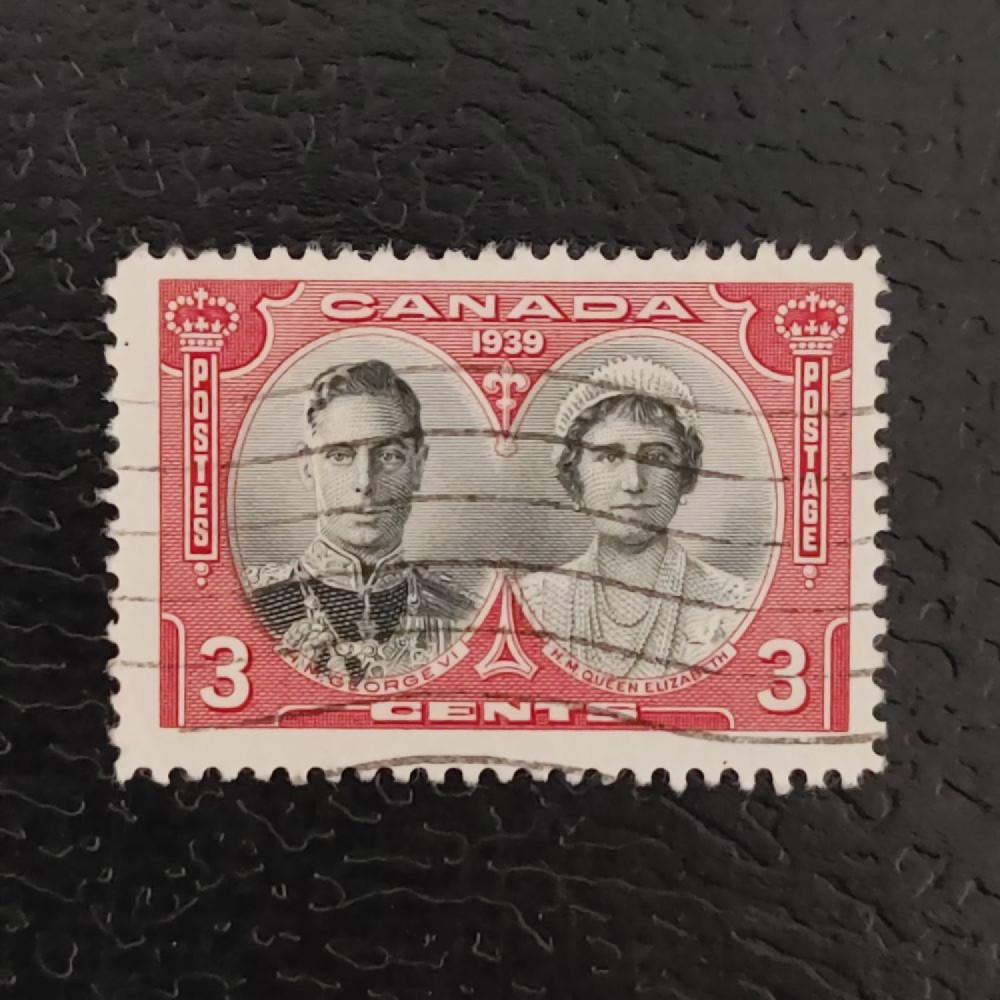 CANADA
1939
POSTES
POSTAGE
H.M. GEORGE VI
H.M. QUEEN ELIZABETH
3
3
CENTS